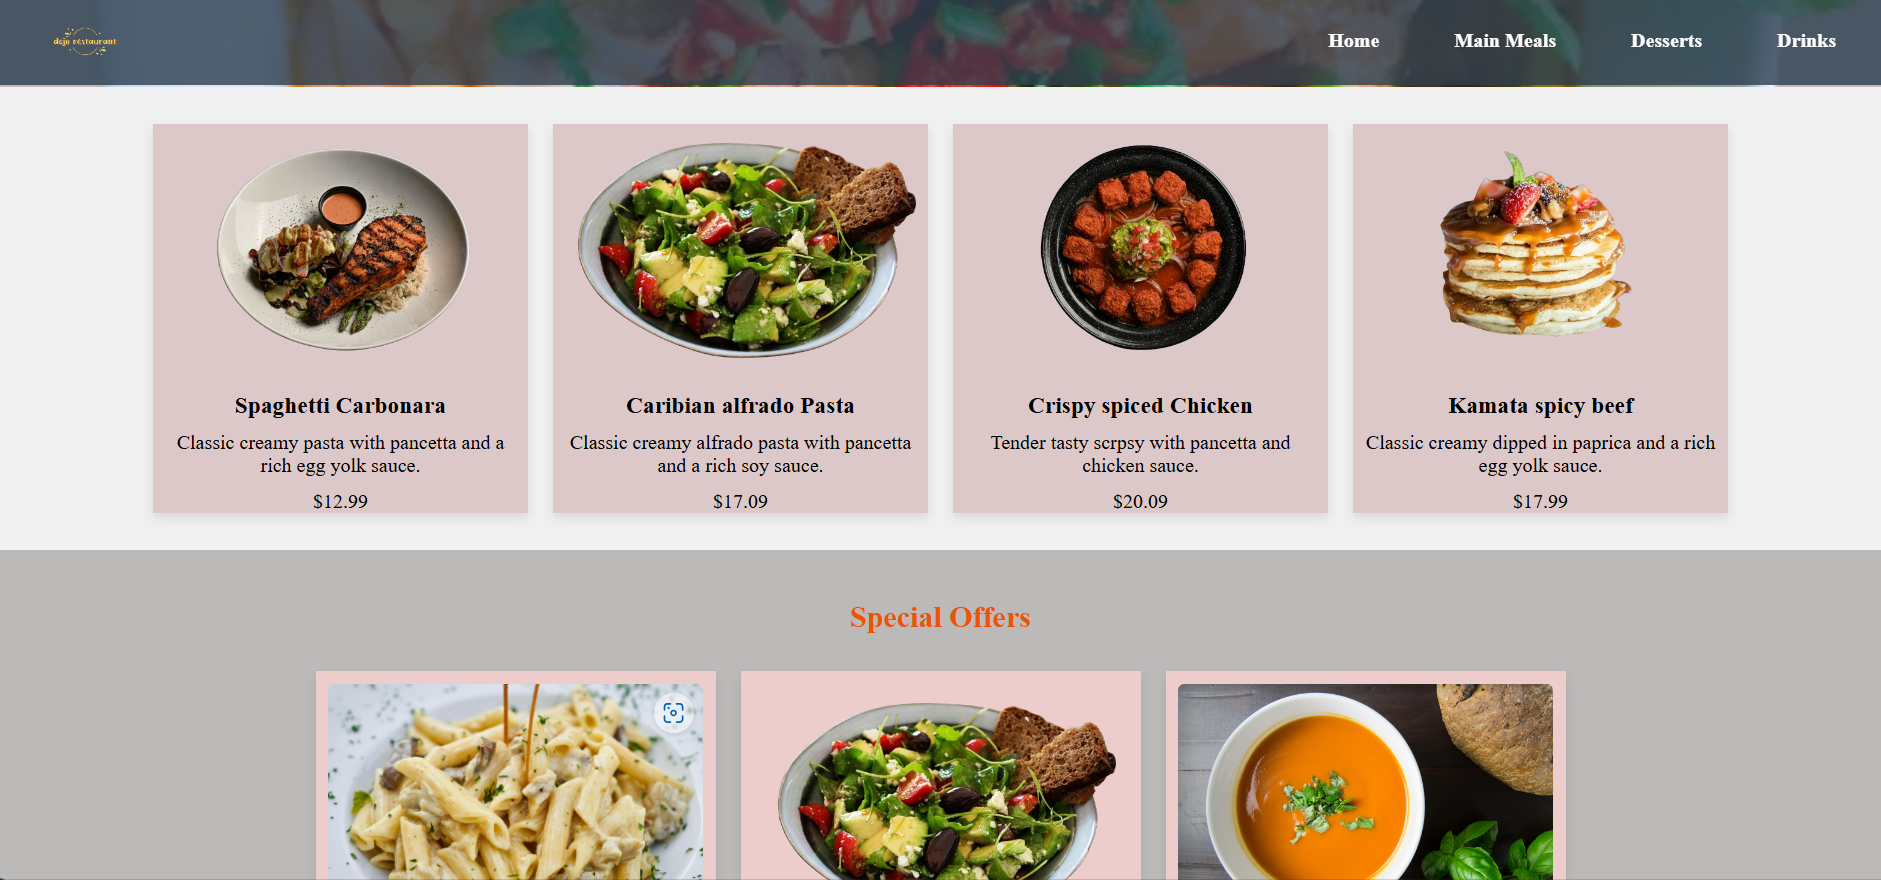 dejo restaurant
Home
Main Meals
Desserts
Drinks
Spaghetti Carbonara
Classic creamy pasta with pancetta and a
rich egg yolk sauce.
$12.99
Caribian alfrado Pasta
Classic creamy alfrado pasta with pancetta
and a rich soy sauce.
$17.09
Crispy spiced Chicken
Tender tasty scrpsy with pancetta and
chicken sauce.
$20.09
Kamata spicy beef
Classic creamy dipped in paprica and a rich
egg yolk sauce.
$17.99
Special Offers